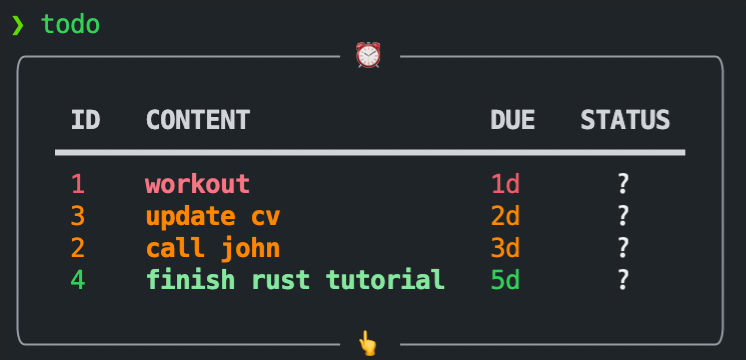 ❯ todo
ID CONTENT DUE STATUS
1 workout 1d ?
3 update cv 2d ?
2 call john 3d ?
4 finish rust tutorial 5d ?